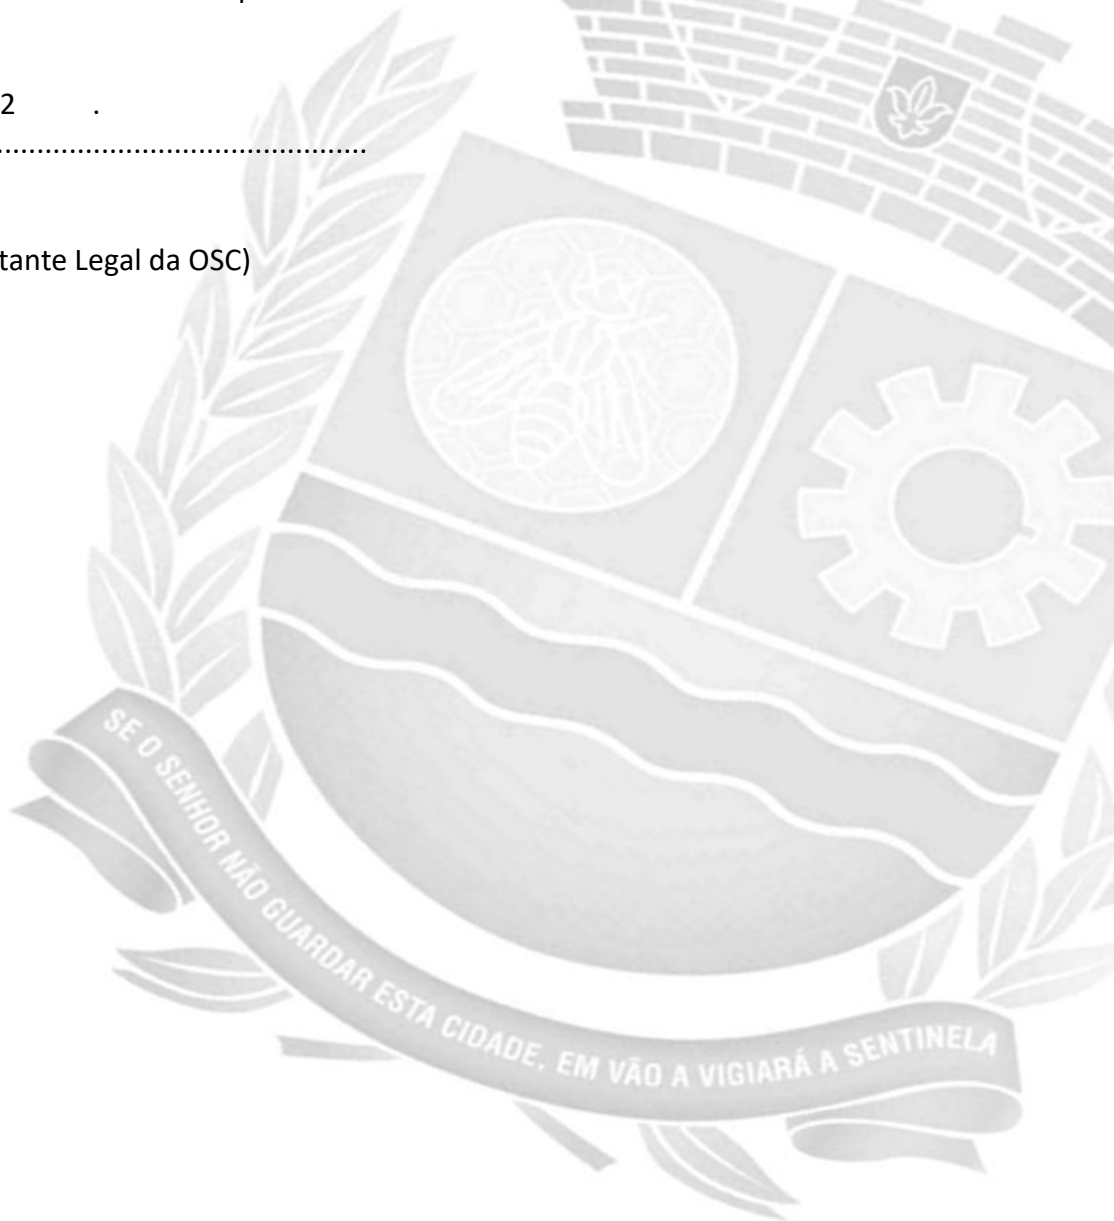 2 .
..............................................
tante Legal da OSC)
SE O SENHOR NÃO GUARDAR ESTA CIDADE, EM VÃO A VIGIARÁ A SENTINELA